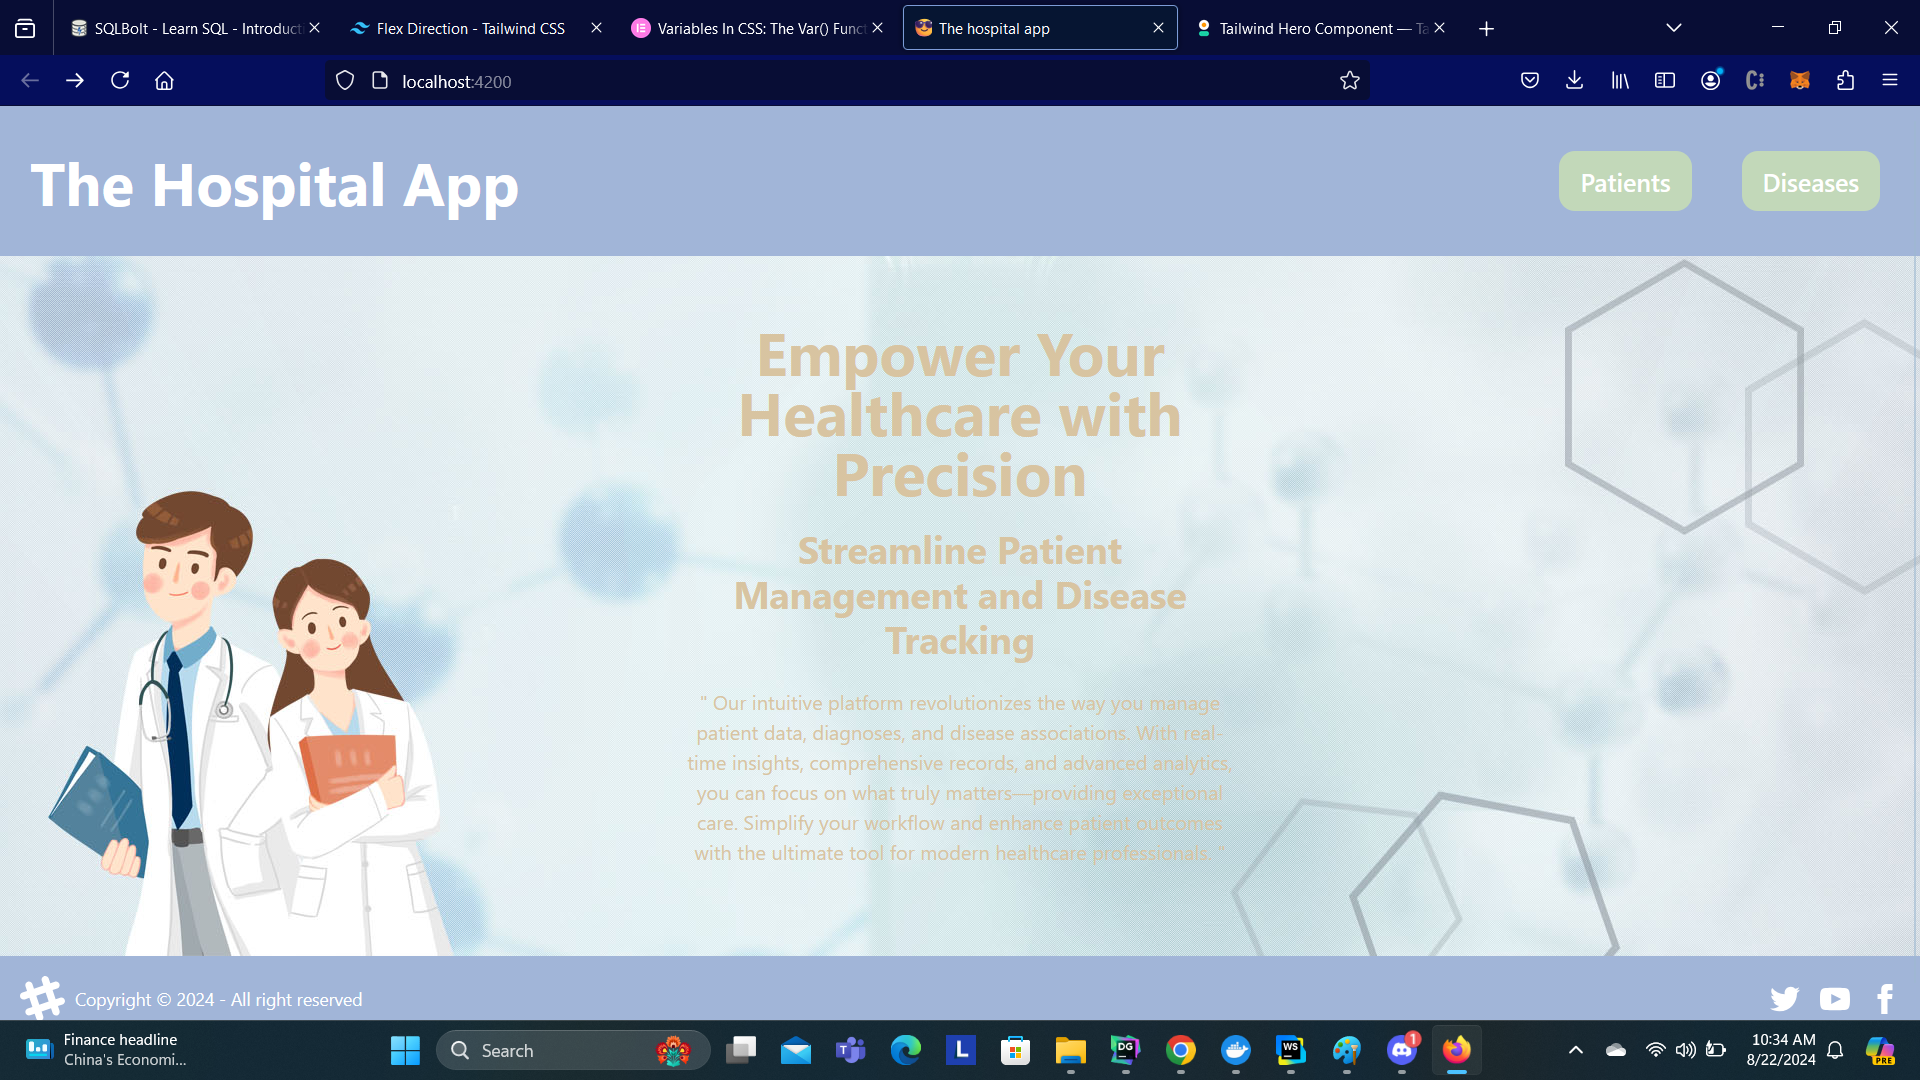 SQLBolt - Learn SQL - Introducti
Flex Direction - Tailwind CSS
Variables In CSS: The Var() Funct
The hospital app
Tailwind Hero Component — Ta
localhost:4200
The Hospital App
Patients
Diseases
Empower Your
Healthcare with
Precision
Streamline Patient
Management and Disease
Tracking
" Our intuitive platform revolutionizes the way you manage
patient data, diagnoses, and disease associations. With real-
time insights, comprehensive records, and advanced analytics,
you can focus on what truly matters—providing exceptional
care. Simplify your workflow and enhance patient outcomes
with the ultimate tool for modern healthcare professionals. "
Copyright © 2024 - All right reserved
Finance headline
China's Economi...
Search
L
DG
WS
1
10:34 AM
8/22/2024
PRE